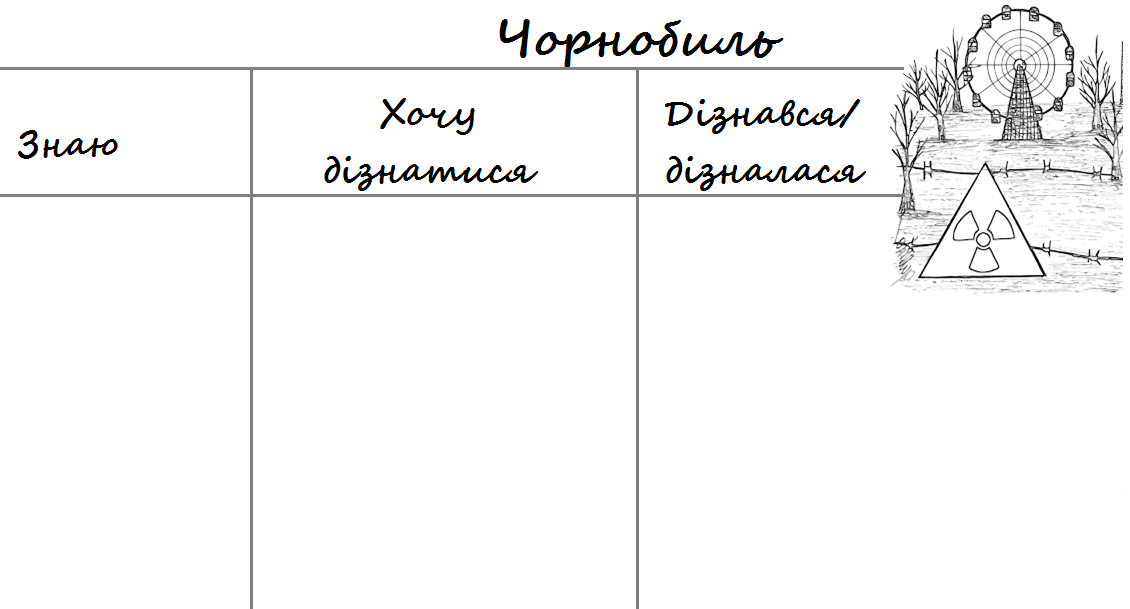 Чорнобиль
Знаю
Хочу
дізнатися
Дізнався/
дізналася